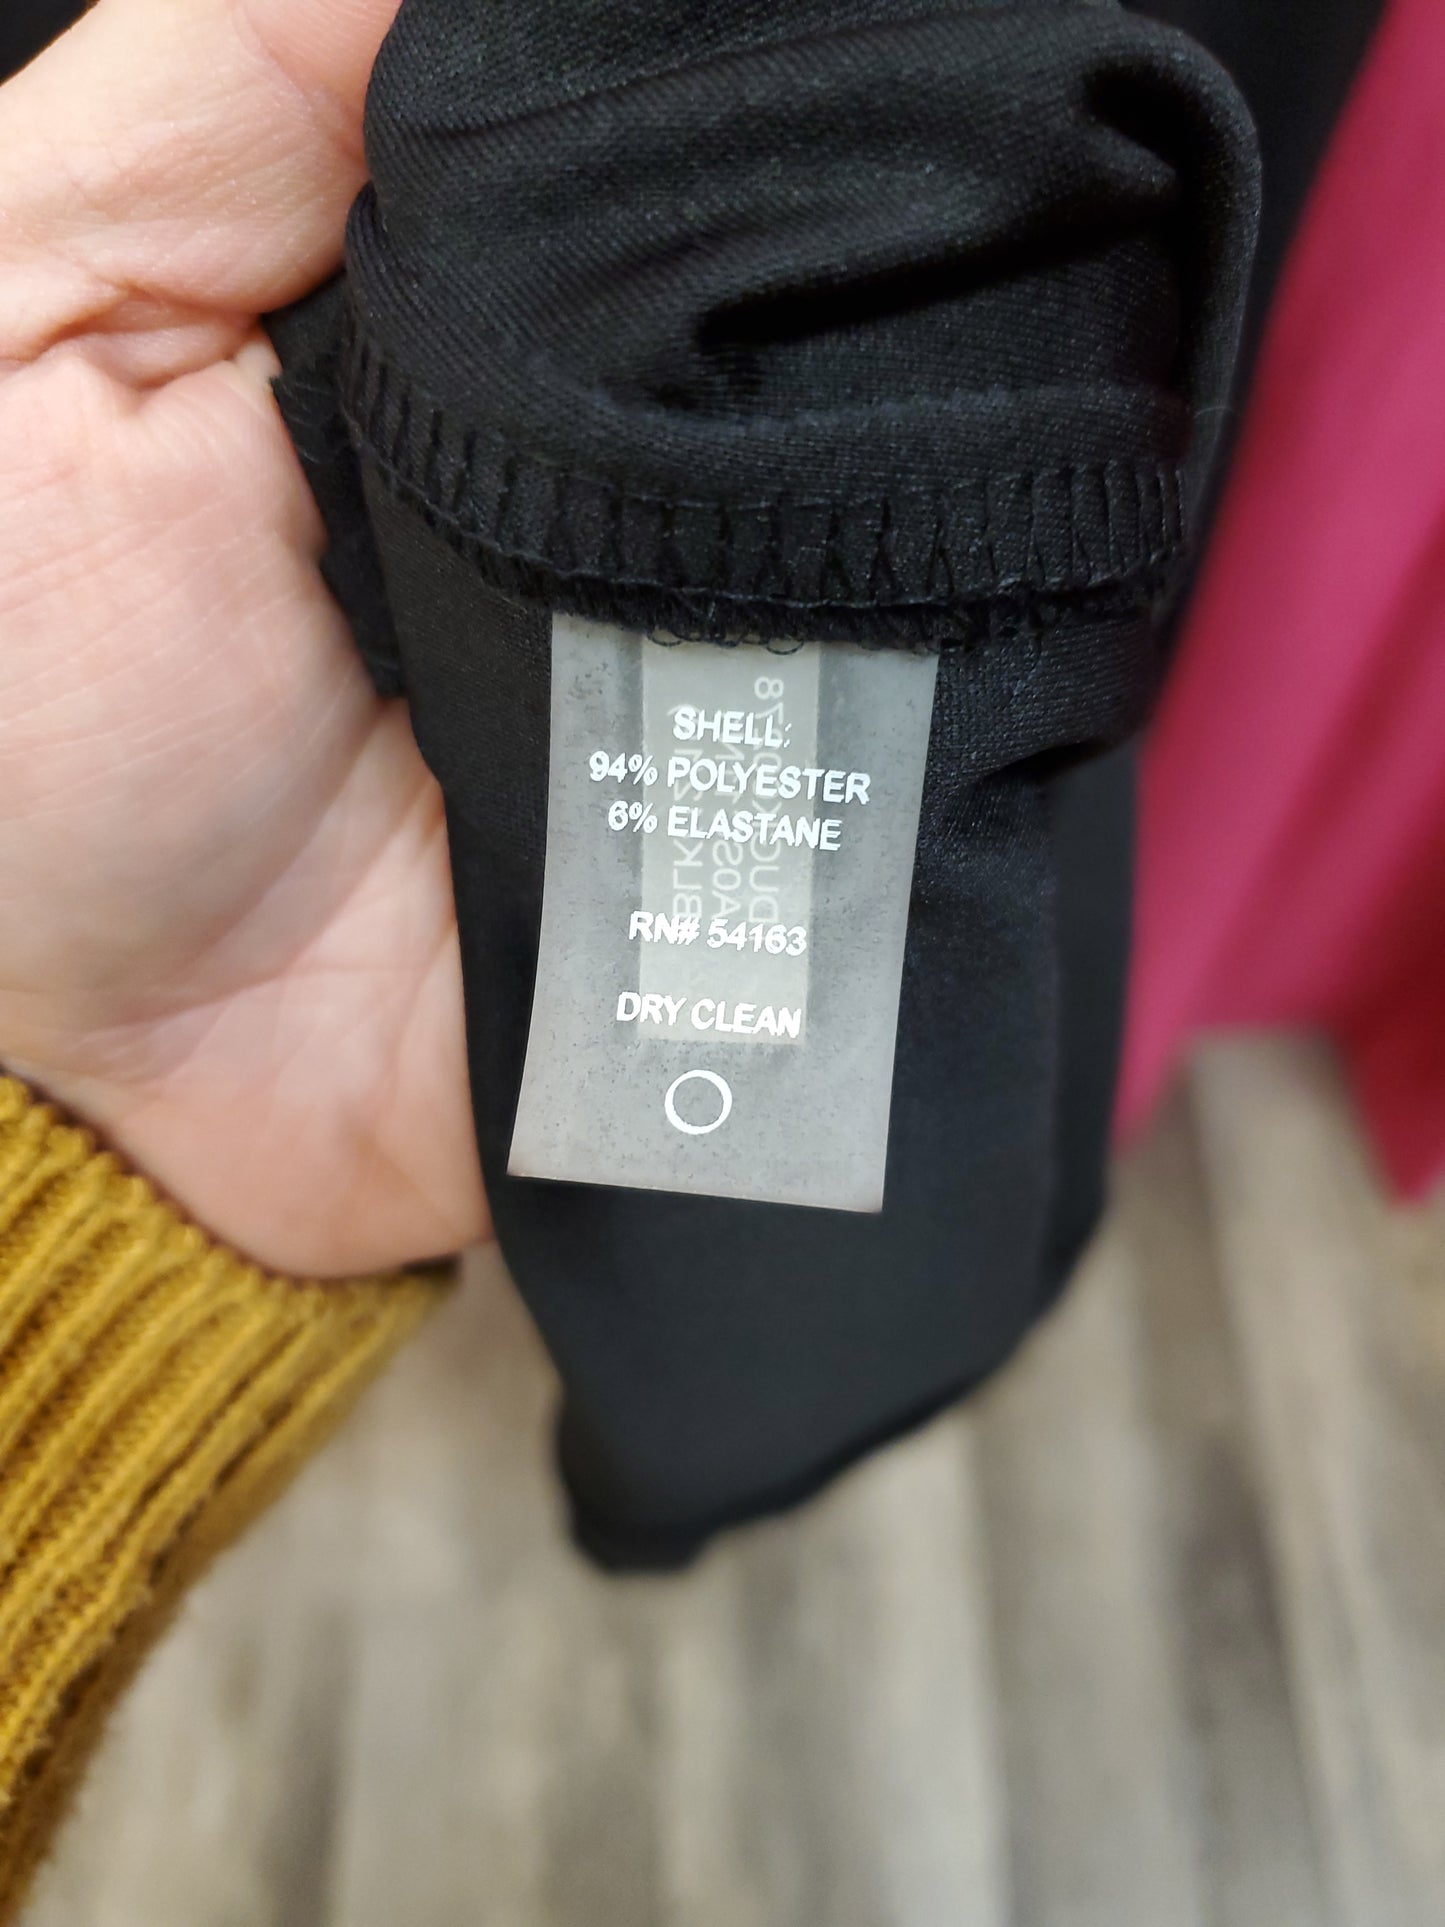 SHELL:
94% POLYESTER
6% ELASTANE
RN# 54163
DRY CLEAN